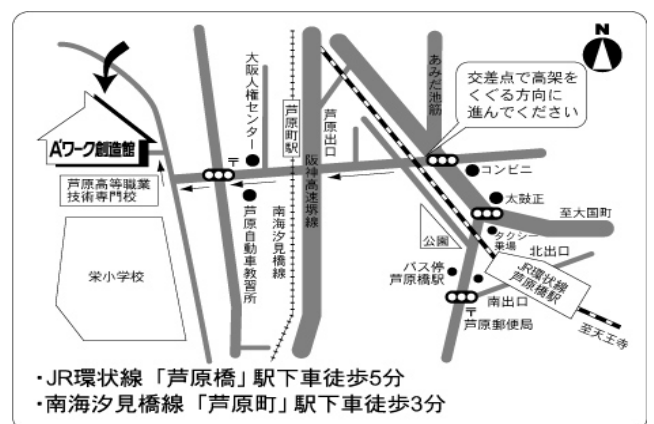 N
あみだ池筋
交差点で高架を
くぐる方向に
進んでください
大阪人権センター
芦原町駅
芦原出口
A'ワーク創造館
〒
阪神高速堺線
コンビニ
芦原高等職業
技術専門校
太鼓正
至大国町
芦原自動車教習所
南海汐見橋線
公園
タクシー
乗場
北出口
栄小学校
バス停
芦原橋駅
JR環状線
芦原橋駅
南出口
〒
芦原郵便局
至天王寺
・JR環状線「芦原橋」駅下車徒歩5分
・南海汐見橋線「芦原町」駅下車徒歩3分